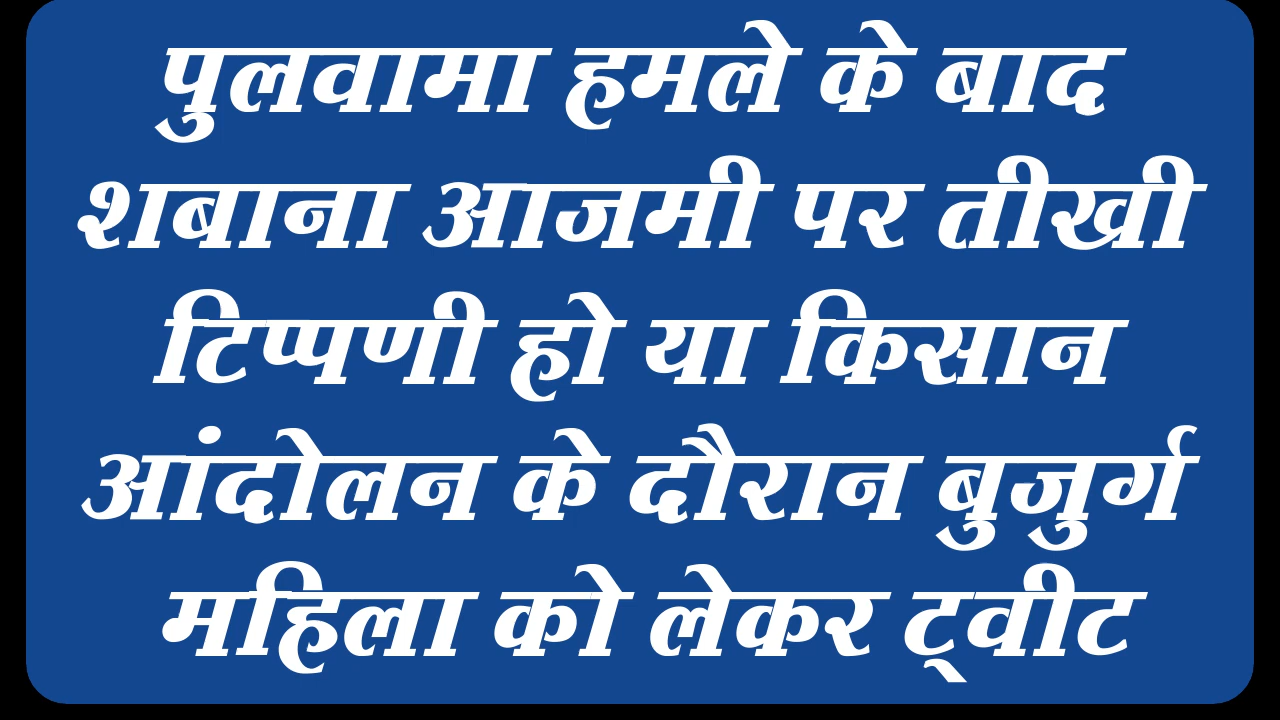 पुलवामा हमले के बाद
शबाना आजमी पर तीखी
टिप्पणी हो या किसान
आंदोलन के दौरान बुजुर्ग
महिला को लेकर ट्वीट